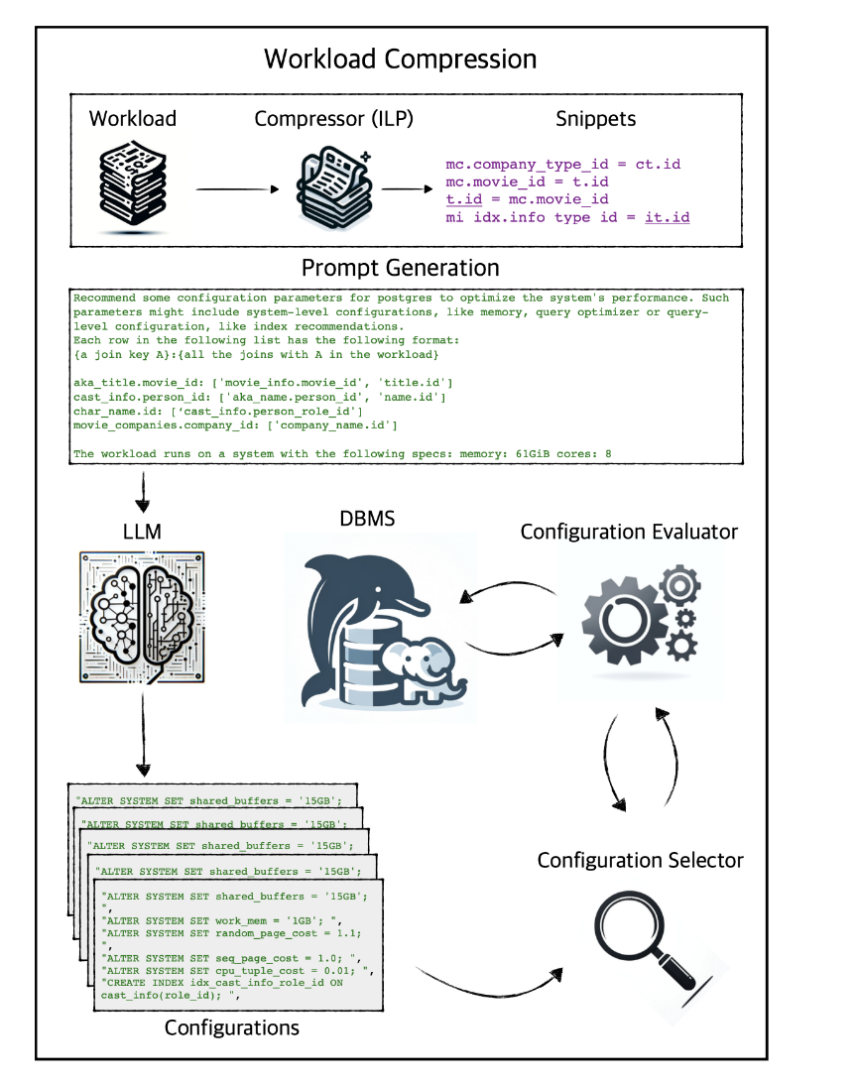 Workload Compression
Workload
Compressor (ILP)
Snippets
mc.company_type_id = ct.id
mc.movie_id = t.id
t.id = mc.movie_id
mi idx.info type id = it.id
Prompt Generation
Recommend some configuration parameters for postgres to optimize the system's performance. Such
parameters might include system-level configurations, like memory, query optimizer or query-
level configuration, like index recommendations.
Each row in the following list has the following format:
{a join key A}:{all the joins with A in the workload}
aka_title.movie_id: ['movie_info.movie_id', 'title.id']
cast_info.person_id: ['aka_name.person_id', 'name.id']
char_name.id: ['cast_info.person_role_id']
movie_companies.company_id: ['company_name.id']
The workload runs on a system with the following specs: memory: 61GiB cores: 8
LLM
DBMS
Configuration Evaluator
"ALTER SYSTEM SET shared_buffers = '15GB';
"ALTER SYSTEM SET shared buffers = '15GB';
"ALTER SYSTEM SET shared_buffers = '15GB';
"ALTER SYSTEM SET shared_buffers = '15GB';
"ALTER SYSTEM SET shared_buffers = '15GB';
",
"ALTER SYSTEM SET work_mem = '1GB'; ",
"ALTER SYSTEM SET random_page_cost = 1.1;
",
"ALTER SYSTEM SET seq_page_cost = 1.0; ",
"ALTER SYSTEM SET cpu_tuple_cost = 0.01; ",
"CREATE INDEX idx_cast_info_role_id ON
cast_info(role_id); ",
Configurations
Configuration Selector